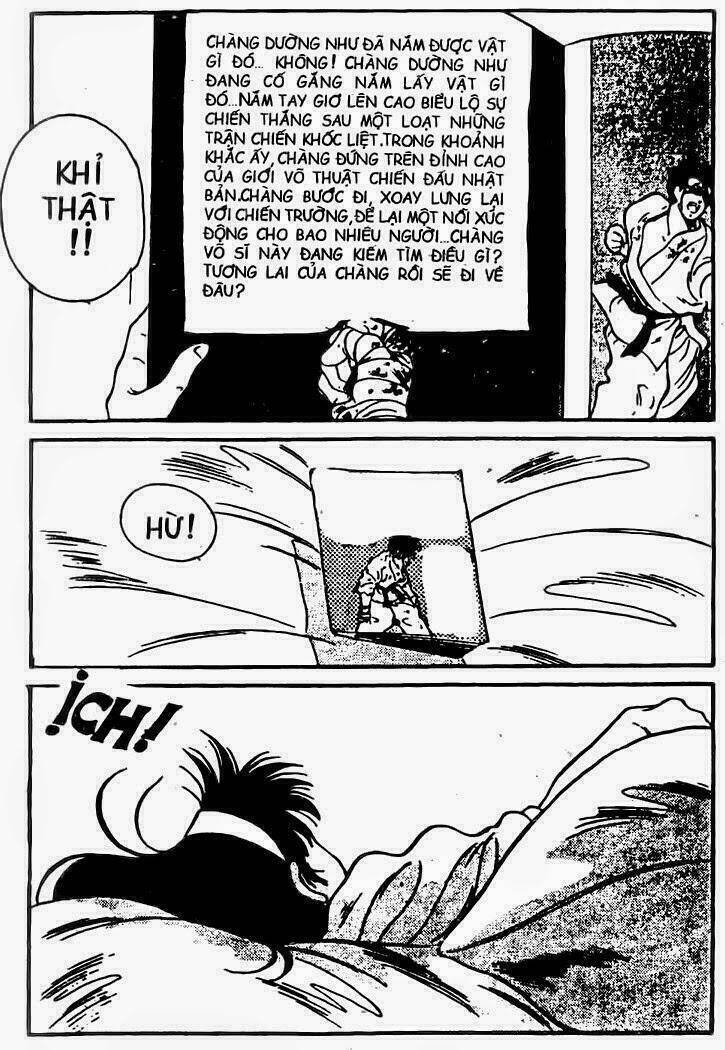 CHÀNG DƯỜNG NHƯ ĐÃ NẮM ĐƯỢC VẬT
GÌ ĐÓ... KHÔNG! CHÀNG DƯỜNG NHƯ
ĐANG CỐ GẮNG NẮM LẤY VẬT GÌ
ĐÓ...NẮM TAY GIƠ LÊN CAO BIỂU LỘ SỰ
CHIẾN THẮNG SAU MỘT LOẠT NHỮNG
TRẬN CHIẾN KHỐC LIỆT.TRONG KHOẢNH
KHẮC ẤY, CHÀNG ĐỨNG TRÊN ĐỈNH CAO
CỦA GIỚI VÕ THUẬT CHIẾN ĐẤU NHẬT
BẢN.CHÀNG BƯỚC ĐI, XOAY LƯNG LẠI
VỚI CHIẾN TRƯỜNG, ĐỂ LẠI MỘT NỖI XÚC
ĐỘNG CHO BAO NHIÊU NGƯỜI...CHÀNG
VÕ SĨ NÀY ĐANG KIẾM TÌM ĐIỀU GÌ?
TƯƠNG LAI CỦA CHÀNG RỒI SẼ ĐI VỀ
ĐÂU?
KHỈ
THẬT
!!
HỪ!
ỊCH!